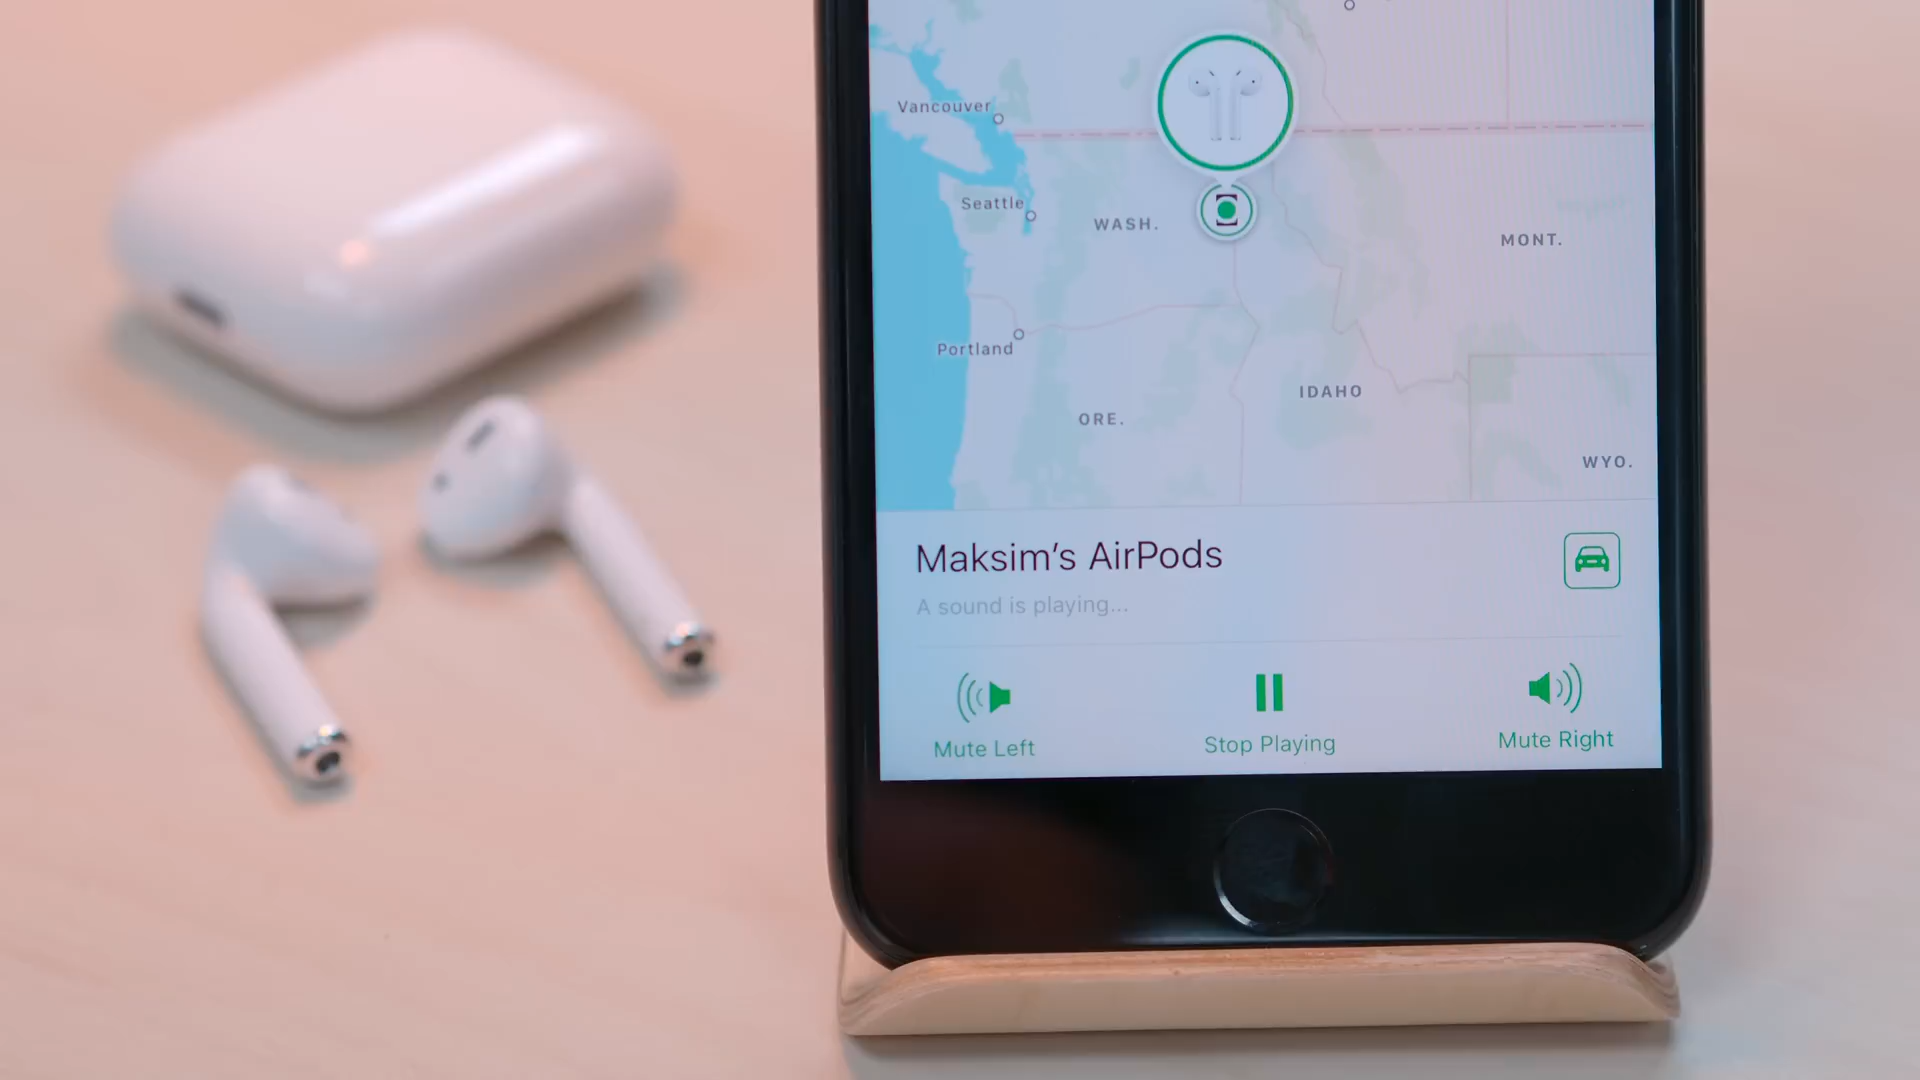 Vancouver
Seattle
WASH.
MONT.
Portland
IDAHO
ORE.
WYO.
Maksim's AirPods
A sound is playing...
Mute Left
Stop Playing
Mute Right